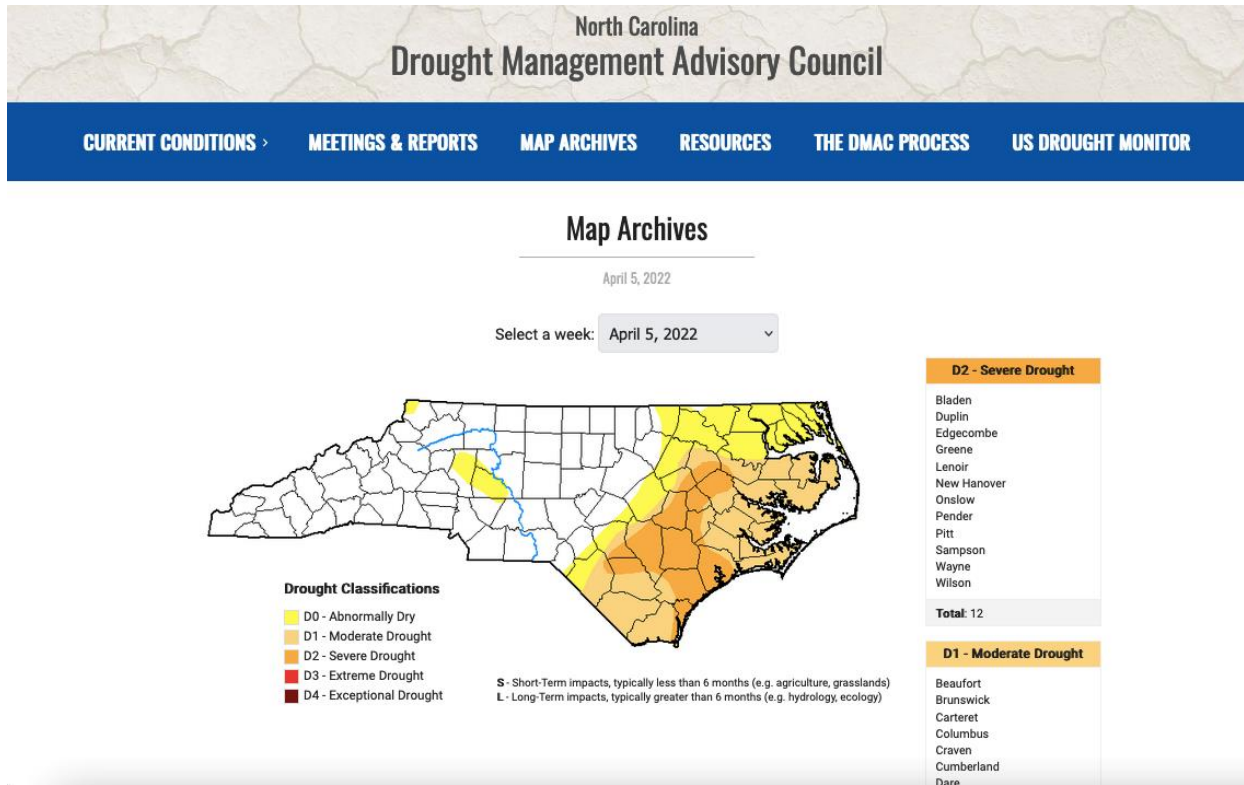 North Carolina
Drought Management Advisory Council
CURRENT CONDITIONS ›
MEETINGS & REPORTS
MAP ARCHIVES
RESOURCES
THE DMAC PROCESS
US DROUGHT MONITOR
Map Archives
April 5, 2022
Select a week: April 5, 2022
Drought Classifications
D0 - Abnormally Dry
D1 - Moderate Drought
D2 - Severe Drought
D3 - Extreme Drought
D4 - Exceptional Drought
S - Short-Term impacts, typically less than 6 months (e.g. agriculture, grasslands)
L - Long-Term impacts, typically greater than 6 months (e.g. hydrology, ecology)
D2 - Severe Drought
Bladen
Duplin
Edgecombe
Greene
Lenoir
New Hanover
Onslow
Pender
Pitt
Sampson
Wayne
Wilson
Total: 12
D1 - Moderate Drought
Beaufort
Brunswick
Carteret
Columbus
Craven
Cumberland
Dare